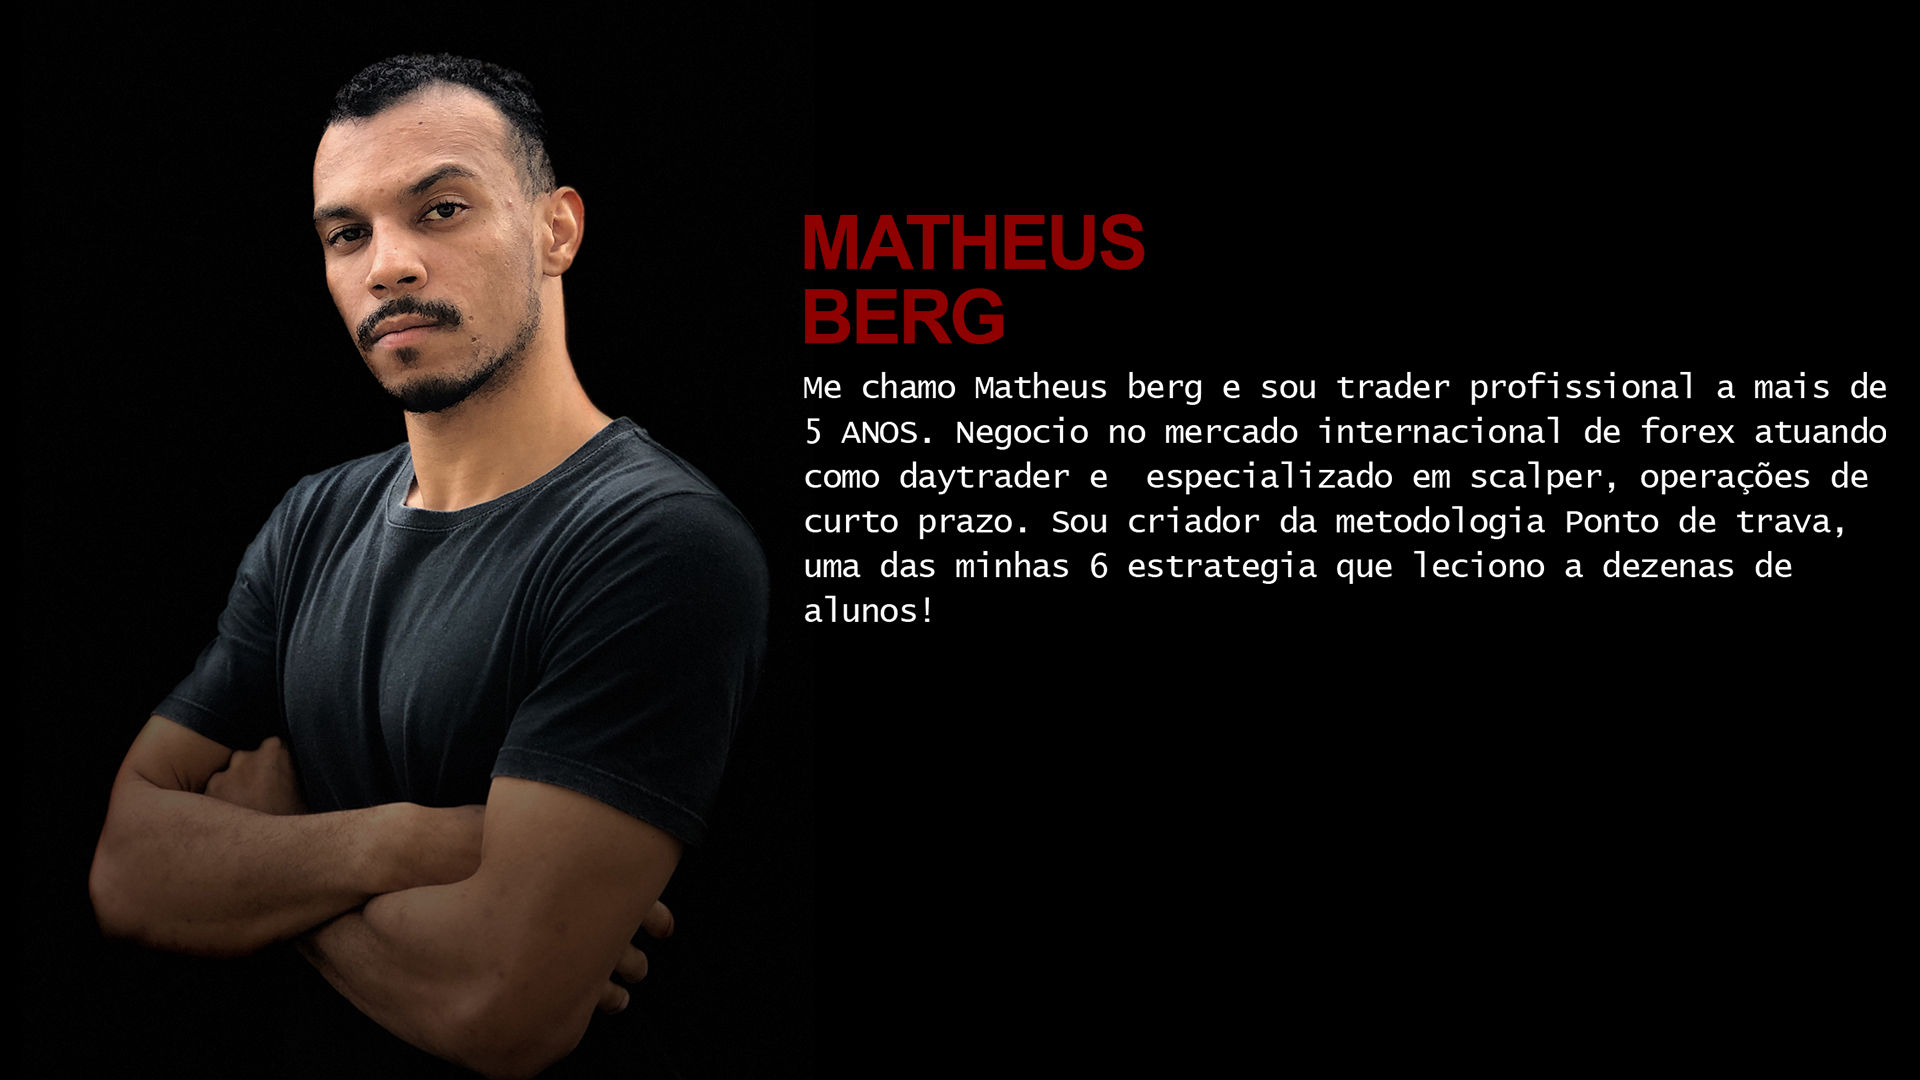 MATHEUS
BERG
Me chamo Matheus berg e sou trader profissional a mais de
5 ANOS. Negocio no mercado internacional de forex atuando
como daytrader e  especializado em scalper, operações de
curto prazo. Sou criador da metodologia Ponto de trava,
uma das minhas 6 estrategia que leciono a dezenas de
alunos!